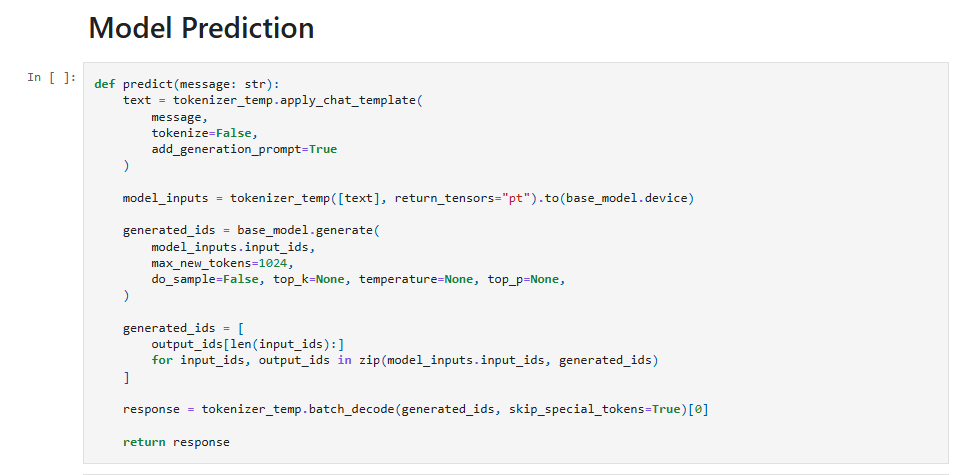 Model Prediction
In [ ]:
def predict(message: str):
    text = tokenizer_temp.apply_chat_template(
        message,
        tokenize=False,
        add_generation_prompt=True
    )

    model_inputs = tokenizer_temp([text], return_tensors="pt").to(base_model.device)

    generated_ids = base_model.generate(
        model_inputs.input_ids,
        max_new_tokens=1024,
        do_sample=False, top_k=None, temperature=None, top_p=None,
    )

    generated_ids = [
        output_ids[len(input_ids):]
        for input_ids, output_ids in zip(model_inputs.input_ids, generated_ids)
    ]

    response = tokenizer_temp.batch_decode(generated_ids, skip_special_tokens=True)[0]

    return response